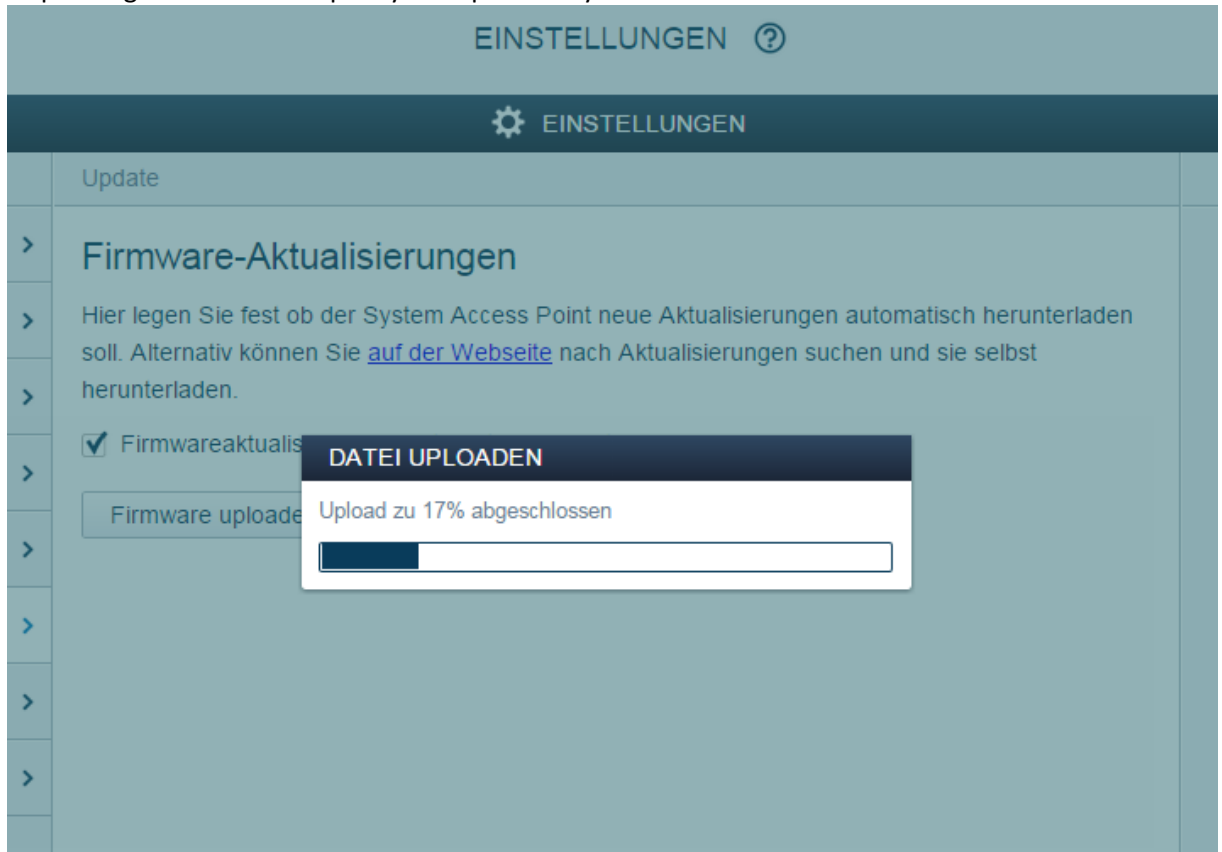 EINSTELLUNGEN ?
EINSTELLUNGEN
Update
Firmware-Aktualisierungen
Hier legen Sie fest ob der System Access Point neue Aktualisierungen automatisch herunterladen
soll. Alternativ können Sie auf der Webseite nach Aktualisierungen suchen und sie selbst
herunterladen.
Firmwareaktualis
DATEI UPLOADEN
Firmware uploade
Upload zu 17% abgeschlossen